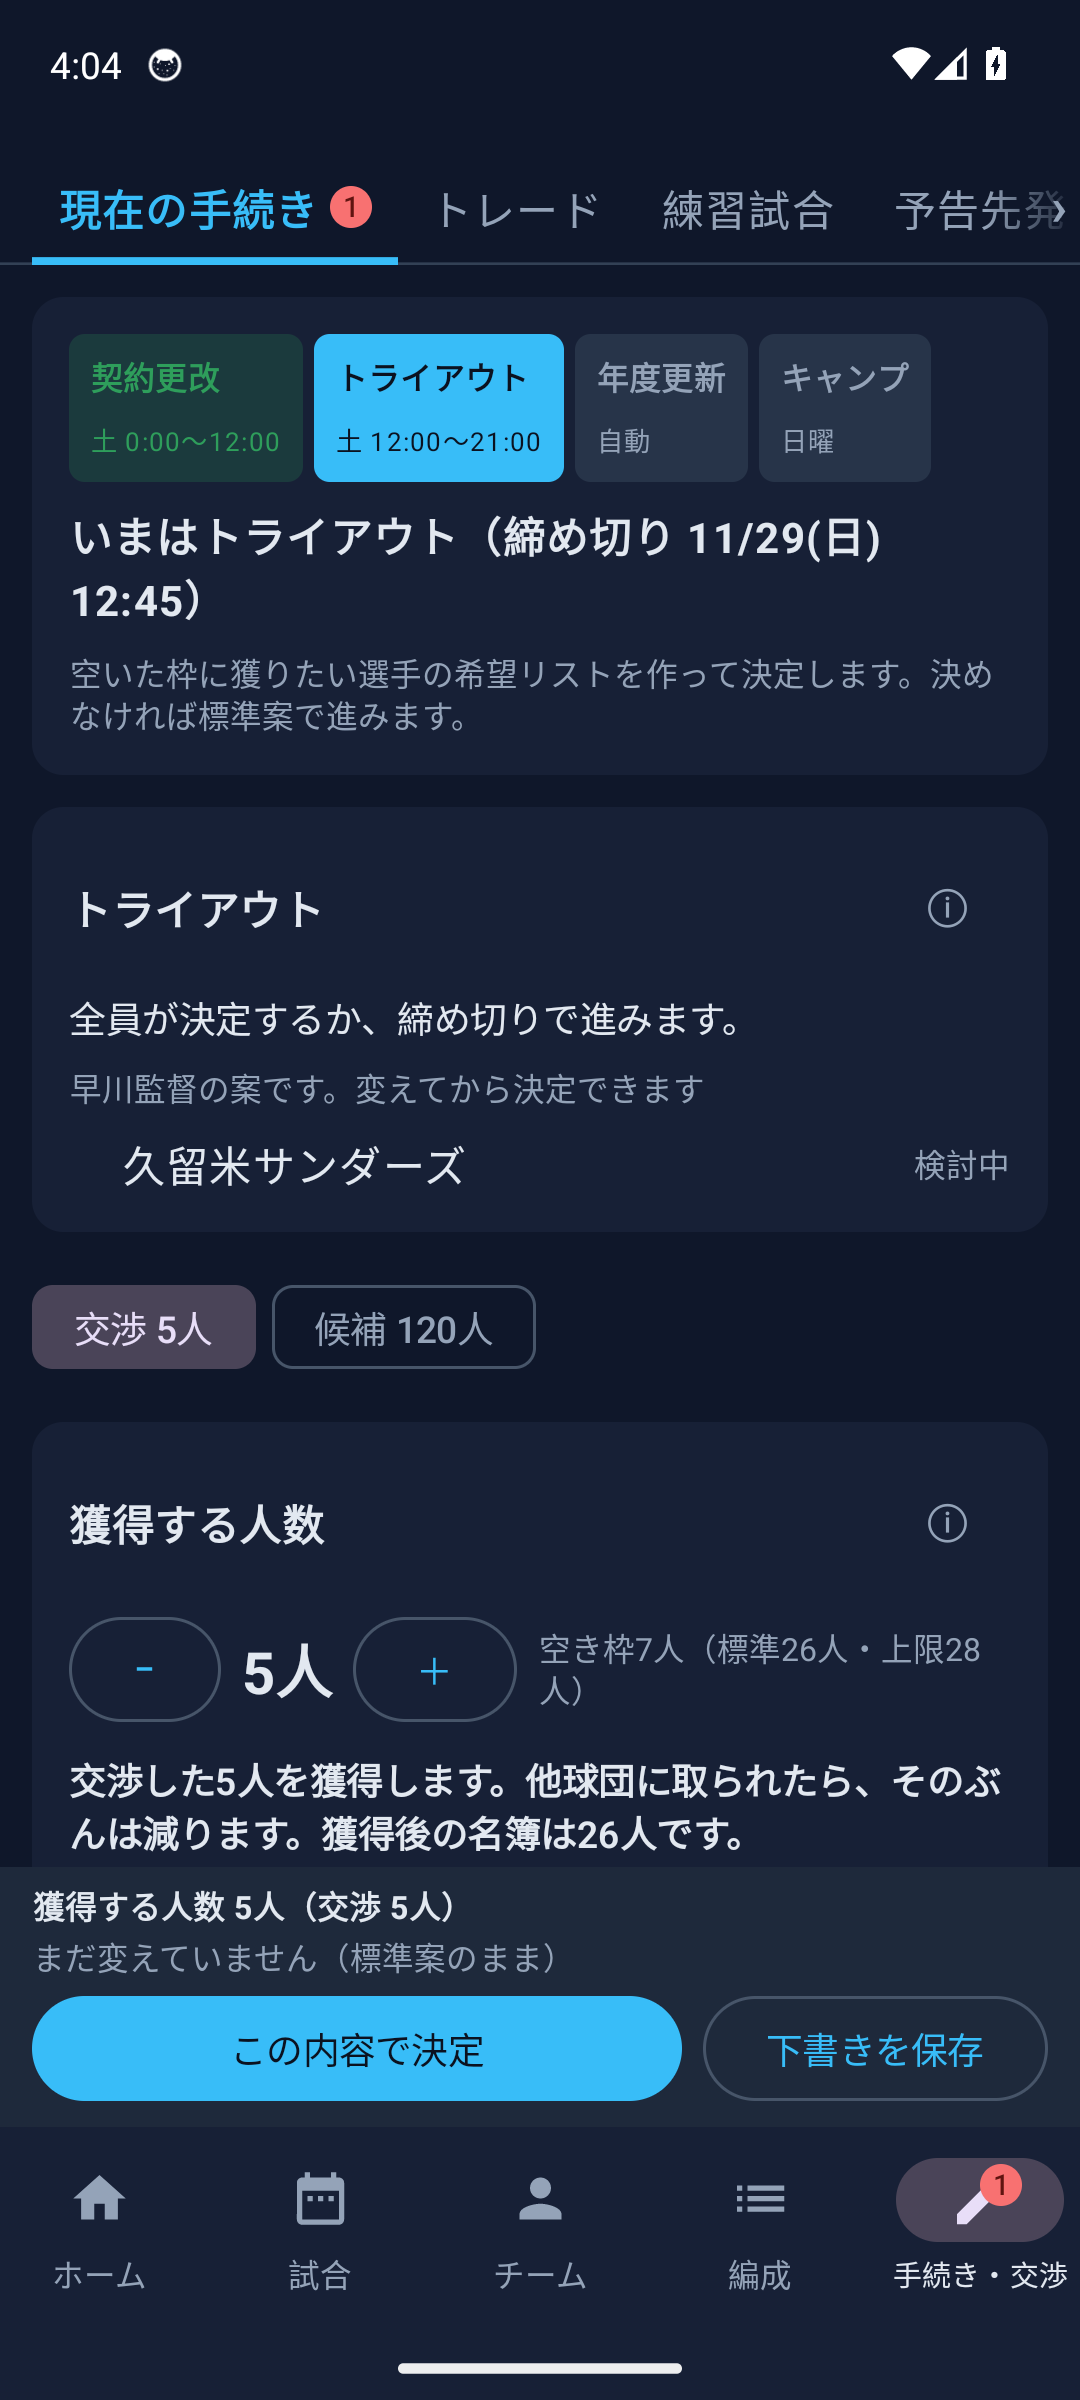 4:04
現在の手続き 1 トレード 練習試合 予告先発
契約更改 トライアウト 年度更新 キャンプ
土 0:00〜12:00 土 12:00〜21:00 自動 日曜
いまはトライアウト（締め切り 11/29(日)
12:45）
空いた枠に獲りたい選手の希望リストを作って決定します。決め
なければ標準案で進みます。
トライアウト
全員が決定するか、締め切りで進みます。
早川監督の案です。変えてから決定できます
久留米サンダーズ 検討中
交渉 5人 候補 120人
獲得する人数
- 5人 + 空き枠7人（標準26人・上限28
人）
交渉した5人を獲得します。他球団に取られたら、そのぶ
んは減ります。獲得後の名簿は26人です。
獲得する人数 5人（交渉 5人）
まだ変えていません（標準案のまま）
この内容で決定 下書きを保存
1
ホーム 試合 チーム 編成 手続き・交渉